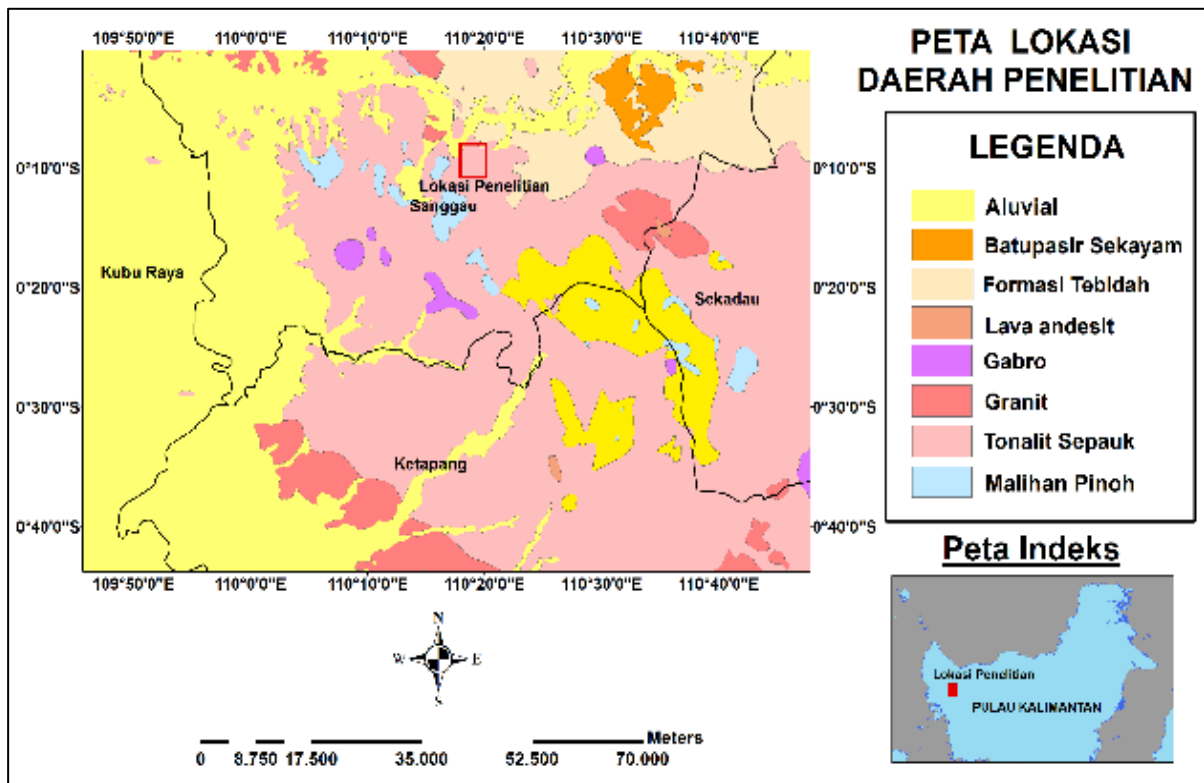 109°50'0"E 110°0'0"E 110°10'0"E 110°20'0"E 110°30'0"E 110°40'0"E
PETA LOKASI
DAERAH PENELITIAN
LEGENDA
Aluvial
Batupasir Sekayam
Formasi Tebidah
Lava andesit
Gabro
Granit
Tonalit Sepauk
Malihan Pinoh
0°10'0"S 0°10'0"S
Lokasi Penelitian
Sanggau
Kubu Raya
Sekadau
0°20'0"S 0°20'0"S
0°30'0"S 0°30'0"S
Ketapang
0°40'0"S 0°40'0"S
109°50'0"E 110°0'0"E 110°10'0"E 110°20'0"E 110°30'0"E 110°40'0"E
Peta Indeks
Lokasi Penelitian
PULAU KALIMANTAN
N
W E
S
Meters
0 8.750 17.500 35.000 52.500 70.000